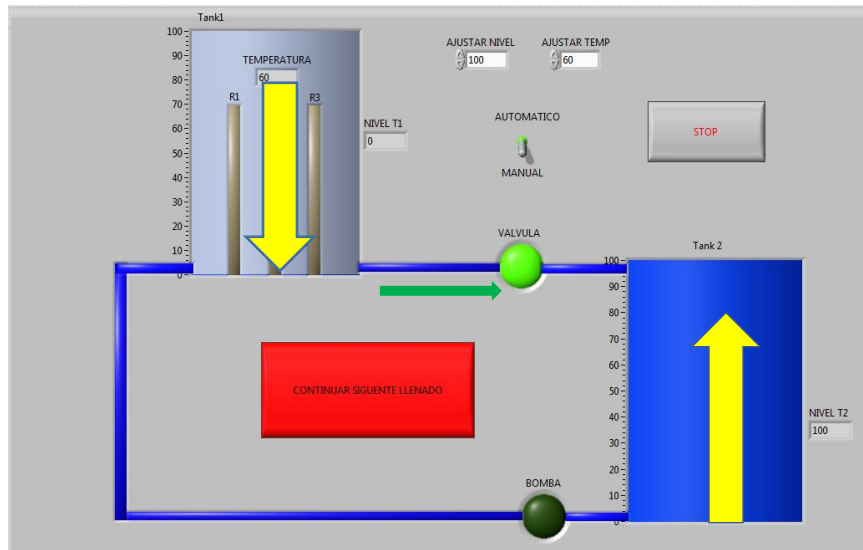 Tank1
100
90
80
70
60
50
40
30
20
10
0
TEMPERATURA
60
R1
R3
NIVEL T1
0
AJUSTAR NIVEL
100
AJUSTAR TEMP
60
AUTOMATICO
MANUAL
STOP
VALVULA
Tank 2
100
90
80
70
60
50
40
30
20
10
0
NIVEL T2
100
CONTINUAR SIGUENTE LLENADO
BOMBA